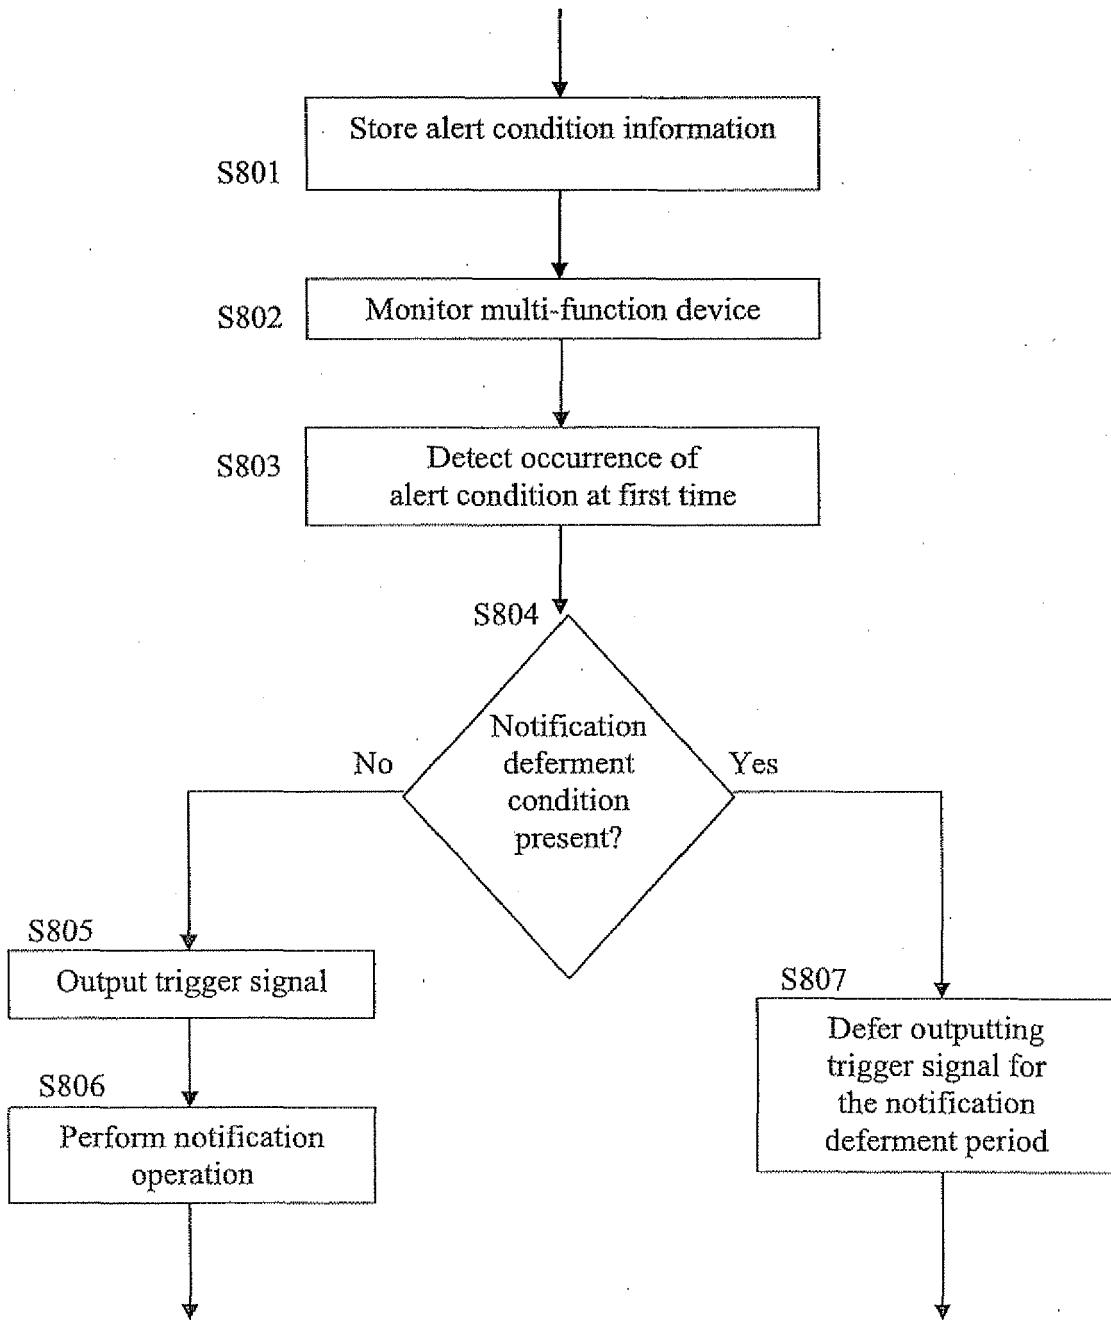 Store alert condition information
S801
Monitor multi-function device
S802
Detect occurrence of
alert condition at first time
S803
S804
Notification
deferment
condition
present?
No
Yes
S805
Output trigger signal
S806
Perform notification
operation
S807
Defer outputting
trigger signal for
the notification
deferment period